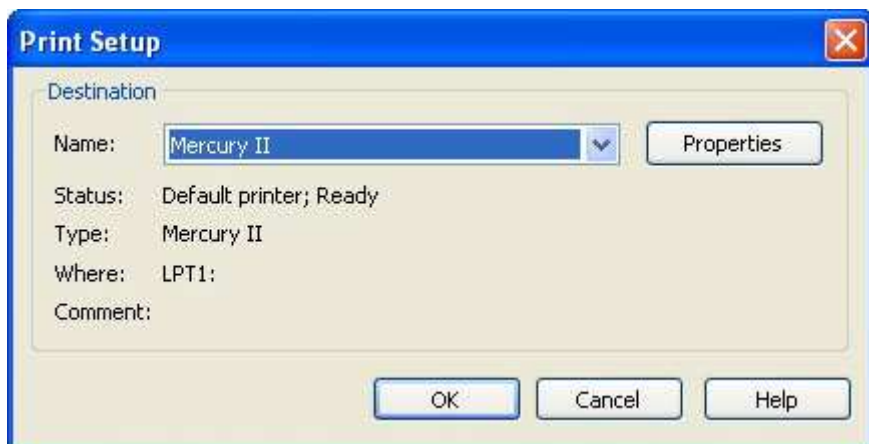 Print Setup
Destination
Name: Mercury II Properties
Status: Default printer; Ready
Type: Mercury II
Where: LPT1:
Comment:
OK Cancel Help